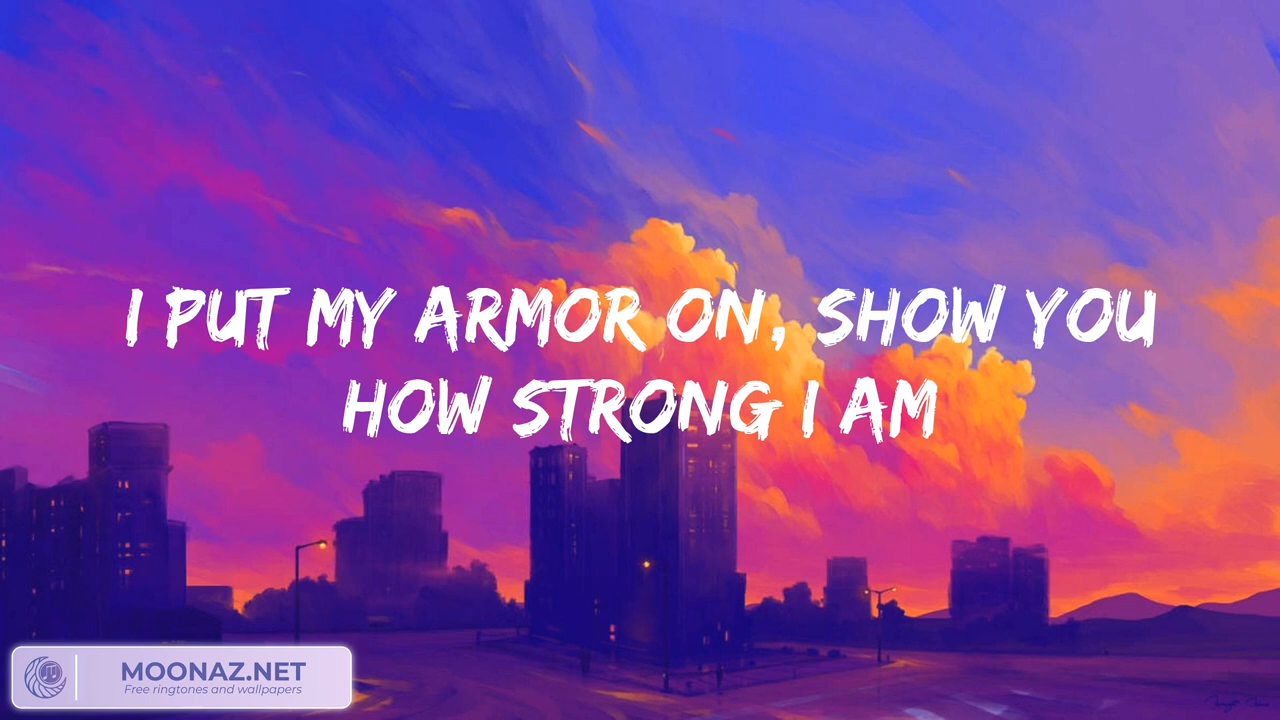 I PUT MY ARMOR ON, SHOW YOU
HOW STRONG I AM
MOONAZ.NET
Free ringtones and wallpapers